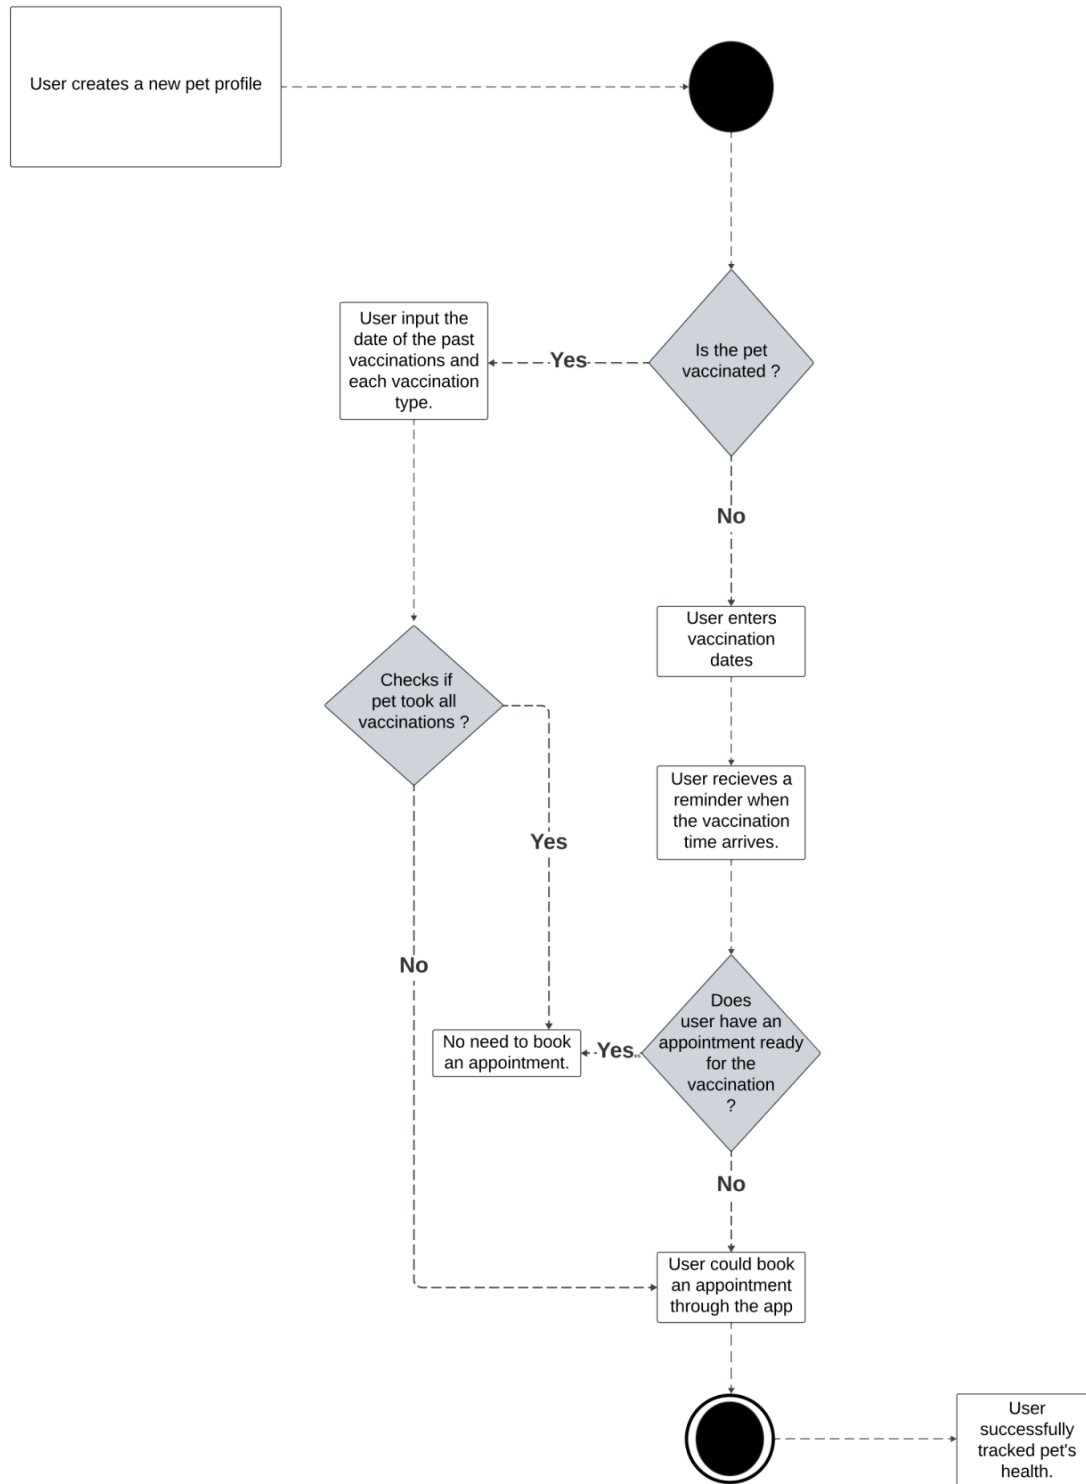 User creates a new pet profile
Is the pet
vaccinated ?
Yes
User input the
date of the past
vaccinations and
each vaccination
type.
No
User enters
vaccination
dates
Checks if
pet took all
vaccinations ?
User recieves a
reminder when
the vaccination
time arrives.
Yes
No
Does
user have an
appointment ready
for the
vaccination
?
Yes
No need to book
an appointment.
No
User could book
an appointment
through the app
User
successfully
tracked pet's
health.